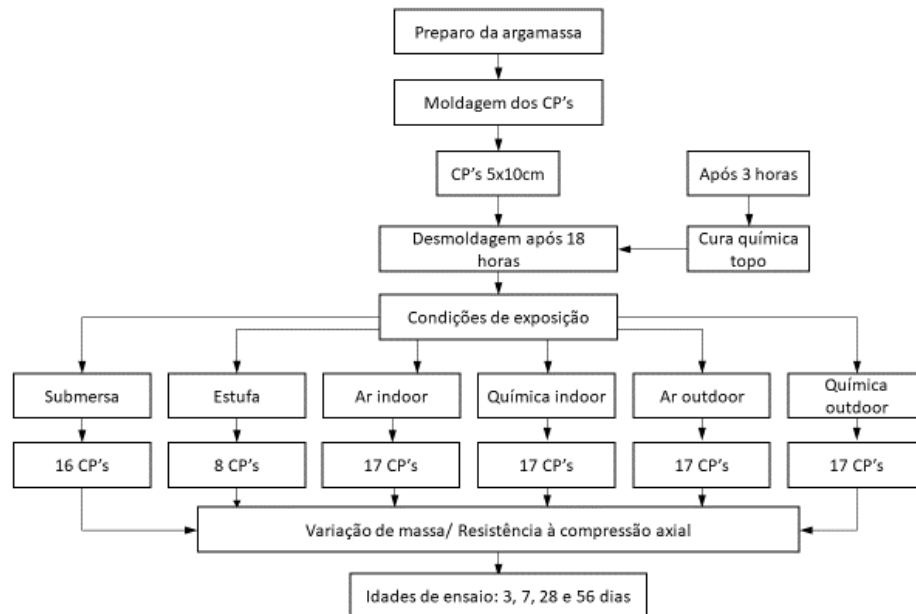 Preparo da argamassa
Moldagem dos CP's
CP's 5x10cm
Após 3 horas
Desmoldagem após 18
horas
Cura química
topo
Condições de exposição
Submersa
Estufa
Ar indoor
Química indoor
Ar outdoor
Química
outdoor
16 CP's
8 CP's
17 CP's
17 CP's
17 CP's
17 CP's
Variação de massa/ Resistência à compressão axial
Idades de ensaio: 3, 7, 28 e 56 dias